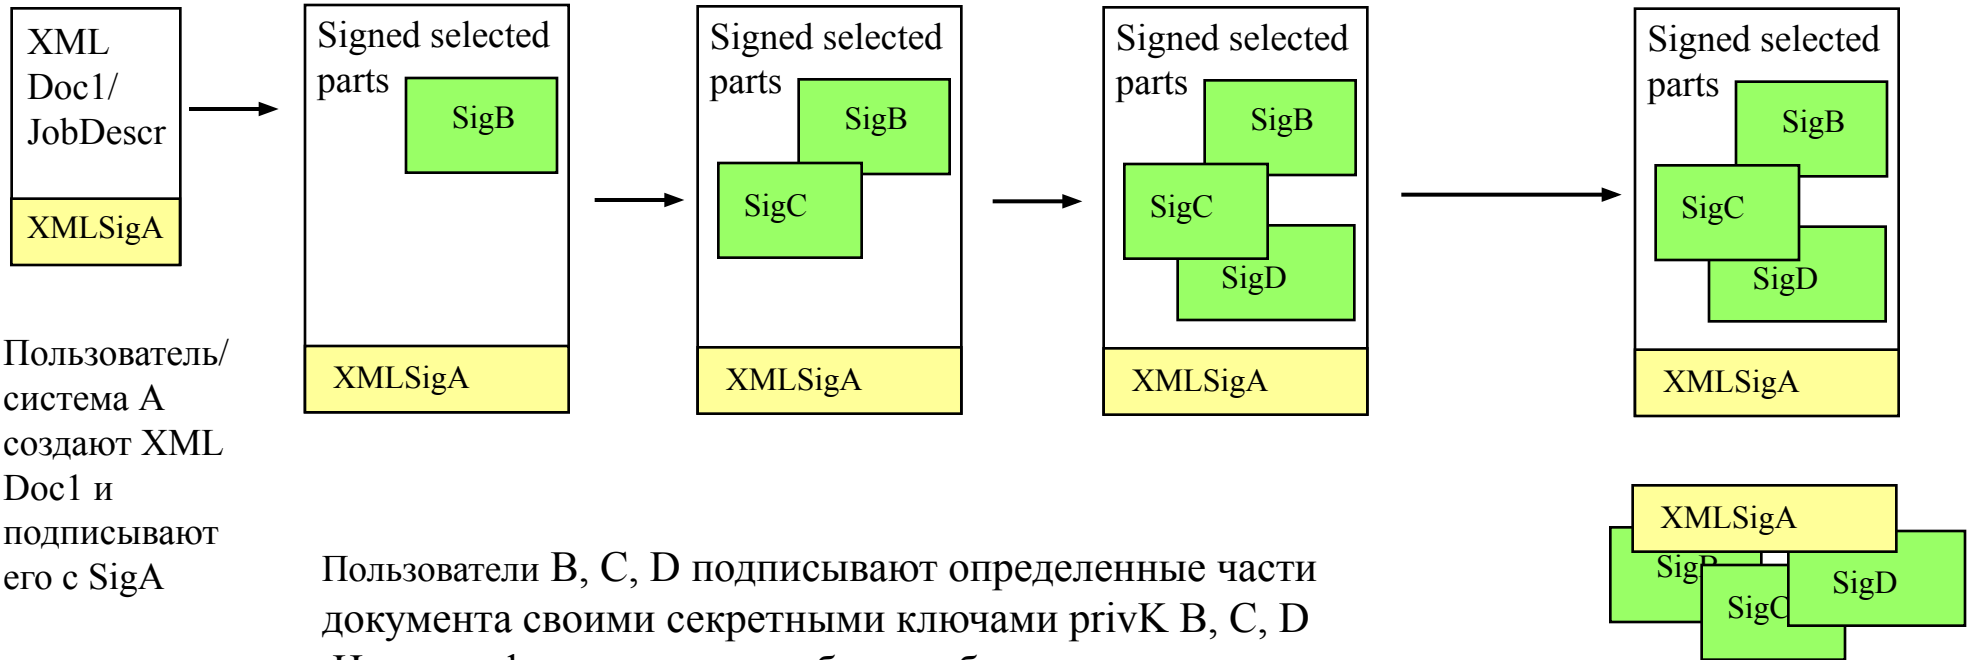 XML
Doc1/
JobDescr
XMLSigA
Signed selected
parts
SigB
XMLSigA
Signed selected
parts
SigB
SigC
XMLSigA
Signed selected
parts
SigB
SigC
SigD
XMLSigA
Signed selected
parts
SigB
SigC
SigD
XMLSigA
Пользователь/
система А
создают XML
Doc1 и
подписывают
его с SigA
Пользователи B, C, D подписывают определенные части
документа своими секретными ключами privK B, C, D
XMLSigA
SigB
SigC
SigD